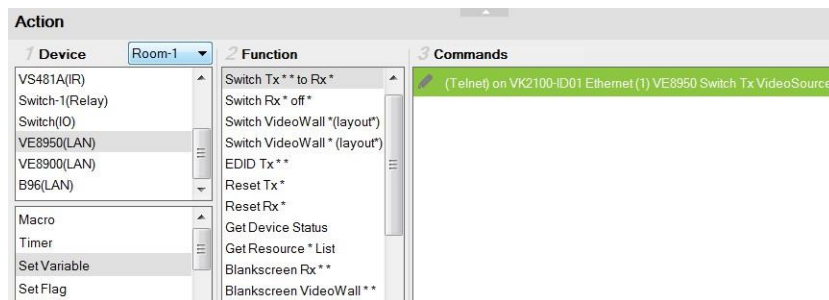 Action
1 Device
Room-1
2 Function
3 Commands
VS481A(IR)
Switch-1(Relay)
Switch(IO)
VE8950(LAN)
VE8900(LAN)
B96(LAN)
Macro
Timer
Set Variable
Set Flag
Switch Tx * * to Rx *
Switch Rx * off *
Switch VideoWall *(layout*)
Switch VideoWall * (layout*)
EDID Tx * *
Reset Tx *
Reset Rx *
Get Device Status
Get Resource * List
Blankscreen Rx * *
Blankscreen VideoWall * *
(Telnet) on VK2100-ID01 Ethernet (1) VE8950 Switch Tx VideoSource